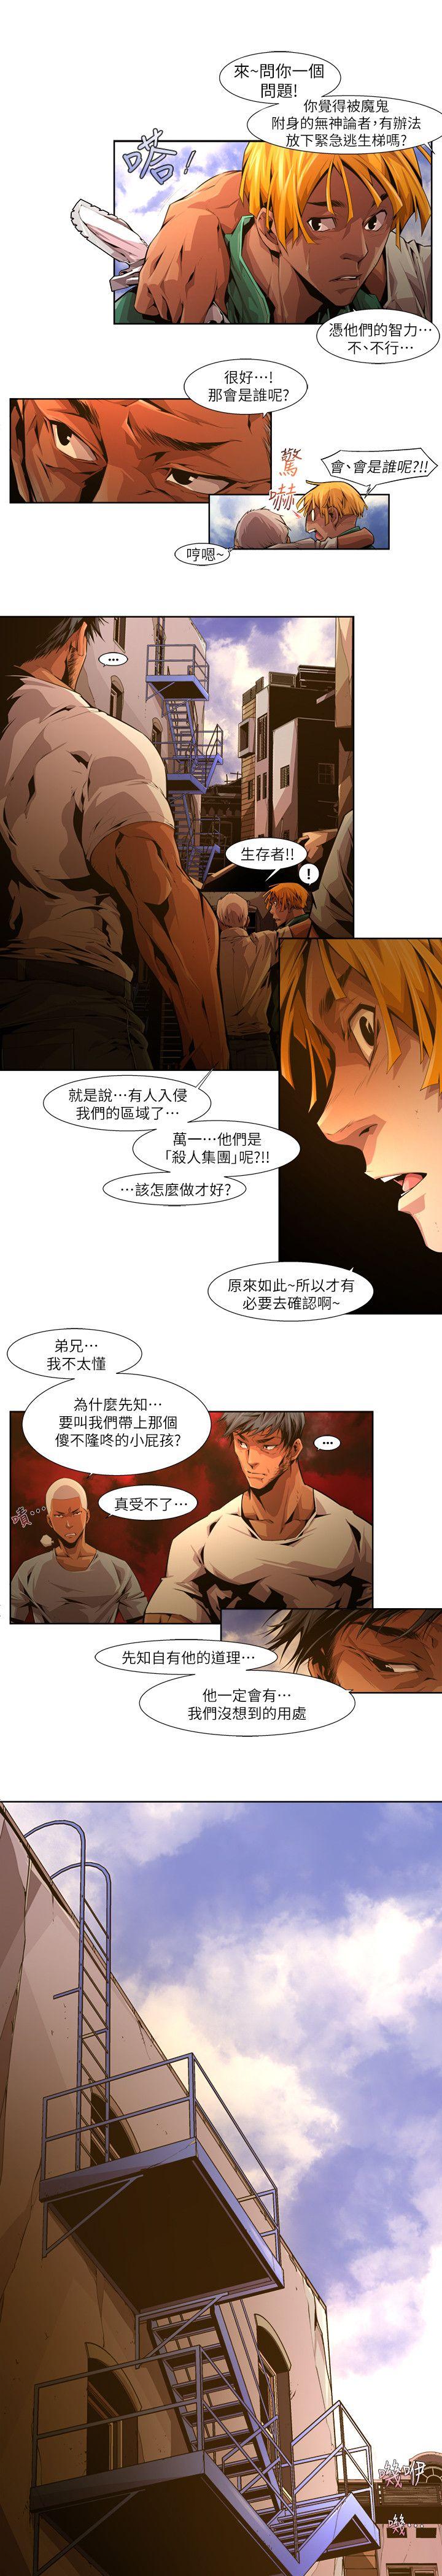 來~問你一個
問題!
你覺得被魔鬼
附身的無神論者,有辦法
放下緊急逃生梯嗎?
嗒!
憑他們的智力…
不、不行…
很好…!
那會是誰呢?
驚嚇
會、會是誰呢?!!
哼嗯~
…
生存者!!
!
就是說…有人入侵
我們的區域了…
萬一…他們是
「殺人集團」呢?!!
…該怎麼做才好?
原來如此~所以才有
必要去確認啊~
弟兄…
我不太懂
為什麼先知…
要叫我們帶上那個
傻不隆咚的小屁孩?
…
真受不了…
嘖…
先知自有他的道理…
他一定會有…
我們沒想到的用處
嘰咿
嘰…